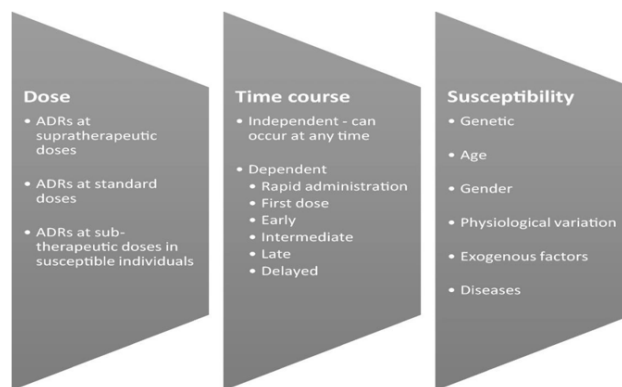 Dose
• ADRs at
supratherapeutic
doses
• ADRs at standard
doses
• ADRs at sub-
therapeutic doses in
susceptible individuals
Time course
• Independent - can
occur at any time
• Dependent
• Rapid administration
• First dose
• Early
• Intermediate
• Late
• Delayed
Susceptibility
• Genetic
• Age
• Gender
• Physiological variation
• Exogenous factors
• Diseases